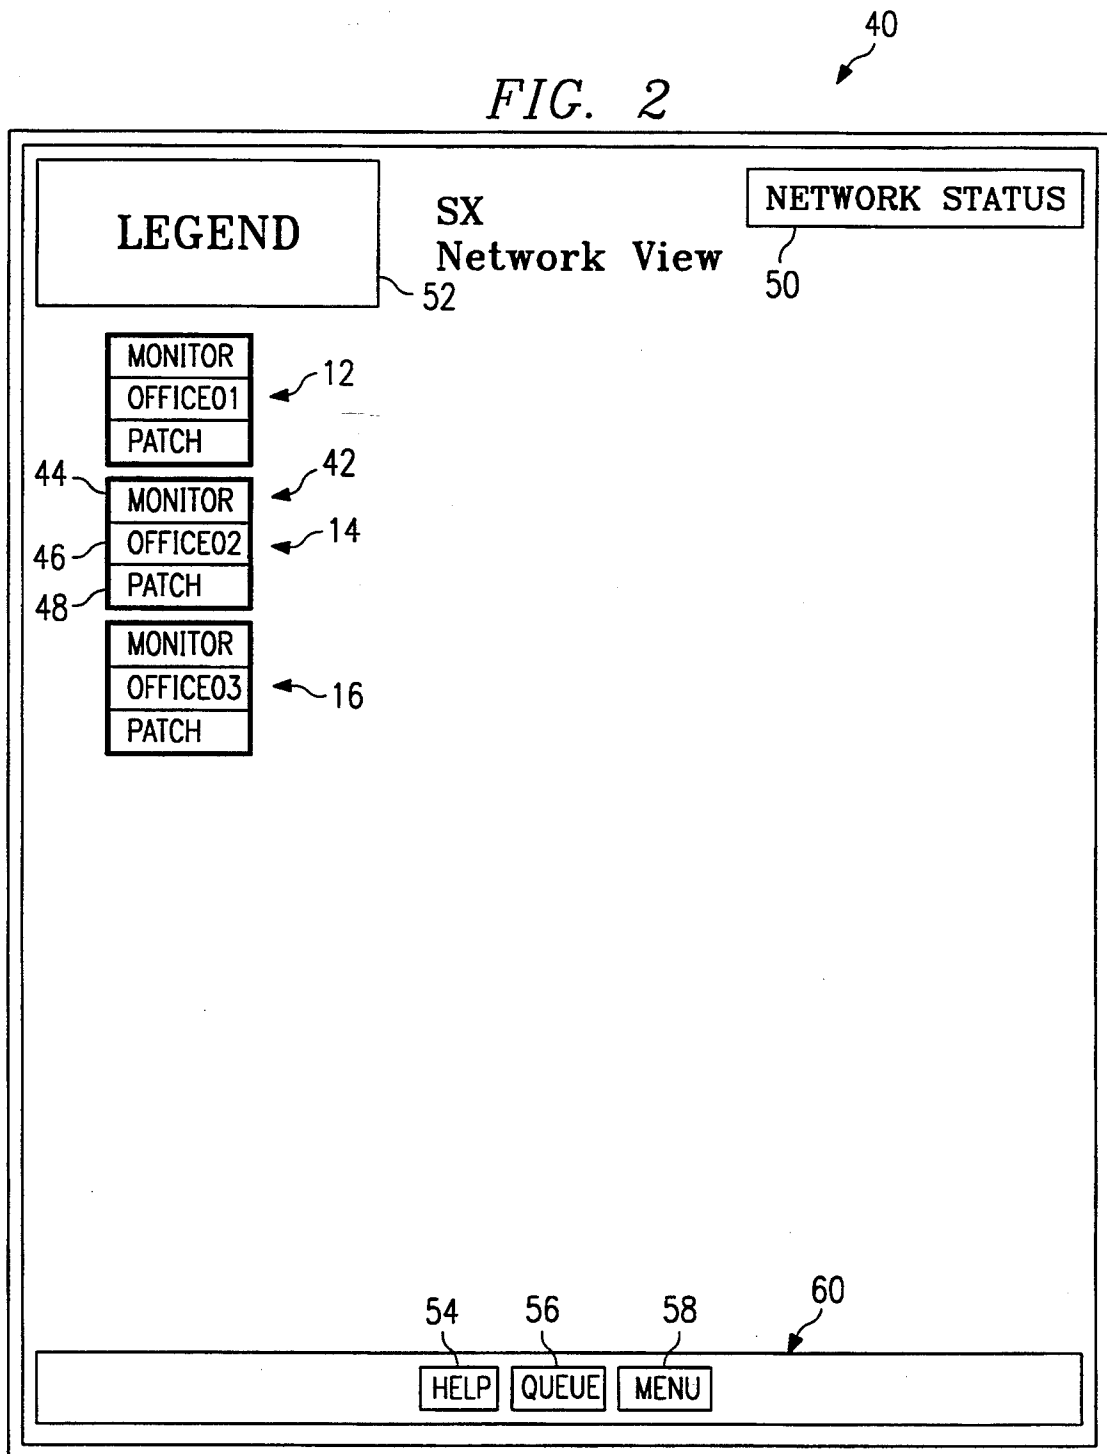 40
FIG. 2
LEGEND
52
SX
Network View
NETWORK STATUS
50
MONITOR
OFFICE01
PATCH
12
44
MONITOR
42
46
OFFICE02
14
48
PATCH
MONITOR
OFFICE03
16
PATCH
54
56
58
60
HELP
QUEUE
MENU